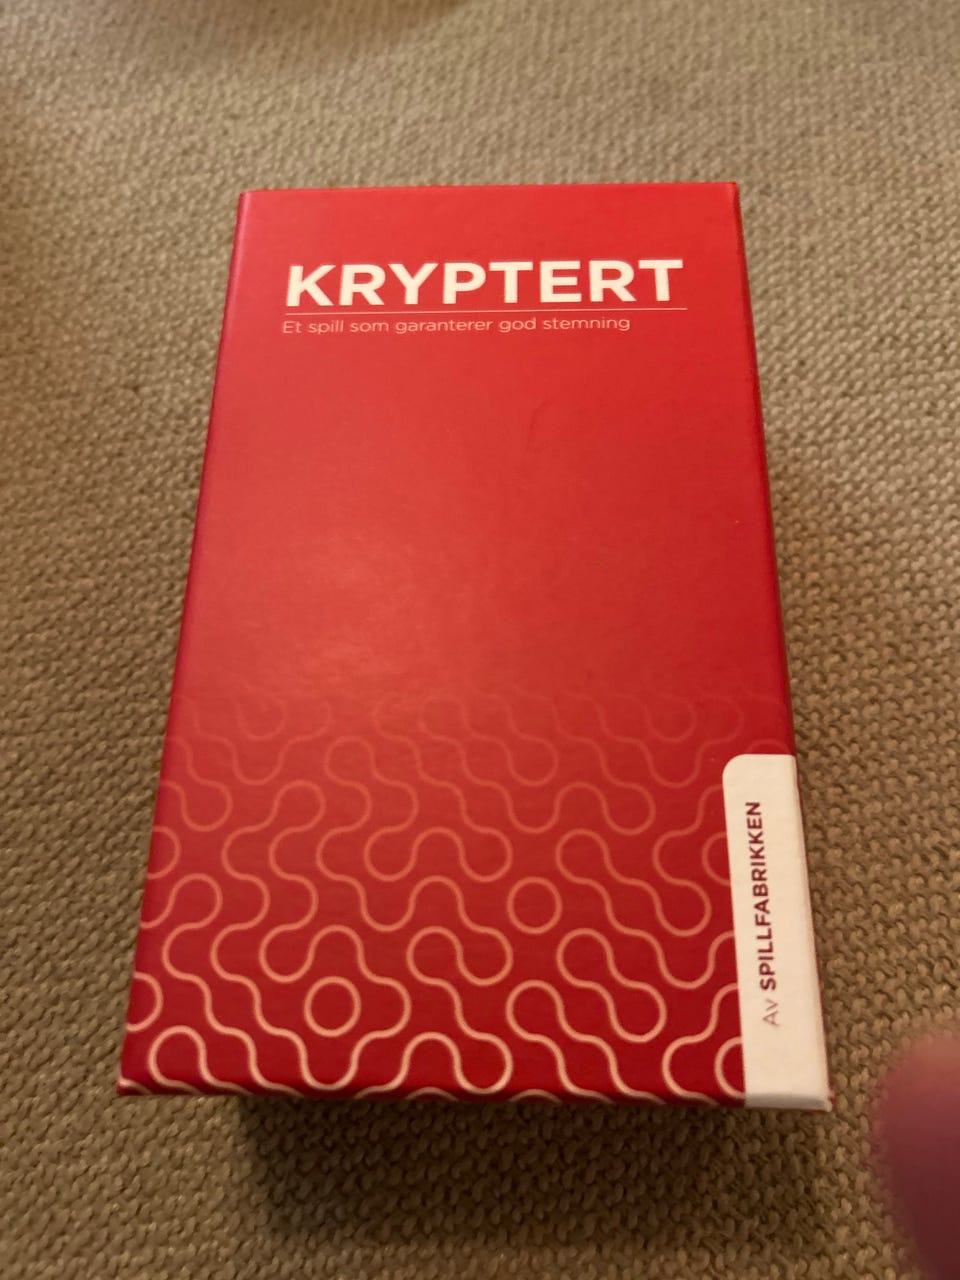 KRYPTERT
Et spill som garanterer god stemning
Av SPILLFABRIKKEN